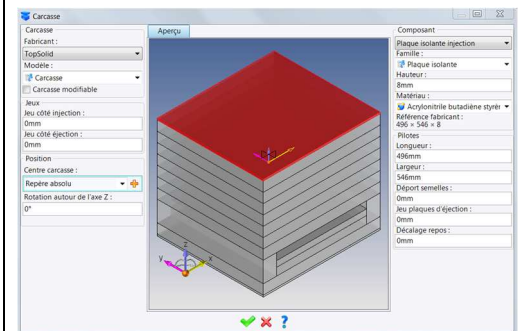 Carcasse
Carcasse
Fabricant :
TopSolid
Modèle :
Carcasse
Carcasse modifiable
Jeux
Jeu côté injection :
0mm
Jeu côté éjection :
0mm
Position
Centre carcasse :
Repère absolu
Rotation autour de l'axe Z :
0°
Aperçu
z
y
x
Composant
Plaque isolante injection
Famille :
Plaque isolante
Hauteur :
8mm
Matériau :
Acrylonitrile butadiène styrèr
Référence fabricant :
496 × 546 × 8
Pilotes
Longueur :
496mm
Largeur :
546mm
Déport semelles :
0mm
Jeu plaques d'éjection :
0mm
Décalage repos :
0mm
?